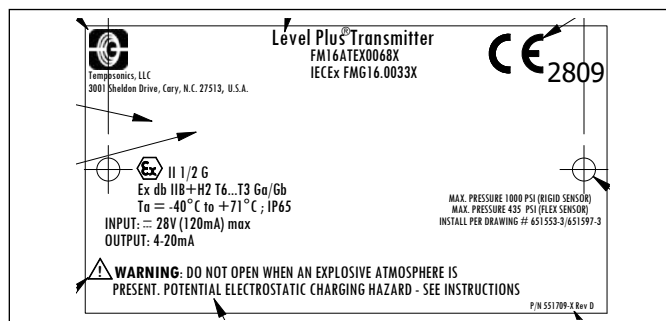 Level Plus® Transmitter
FM16ATEX0068X
IECEx FMG16.0033X
CE 2809
Temposonics, LLC
3001 Sheldon Drive, Cary, N.C. 27513, U.S.A.
Ex II 1/2 G
Ex db IIB+H2 T6...T3 Ga/Gb
Ta = -40°C to +71°C ; IP65
INPUT: ⎓ 28V (120mA) max
OUTPUT: 4-20mA
MAX. PRESSURE 1000 PSI (RIGID SENSOR)
MAX. PRESSURE 435 PSI (FLEX SENSOR)
INSTALL PER DRAWING # 651553-3/651597-3
WARNING: DO NOT OPEN WHEN AN EXPLOSIVE ATMOSPHERE IS
PRESENT. POTENTIAL ELECTROSTATIC CHARGING HAZARD - SEE INSTRUCTIONS
P/N 551709-X Rev D